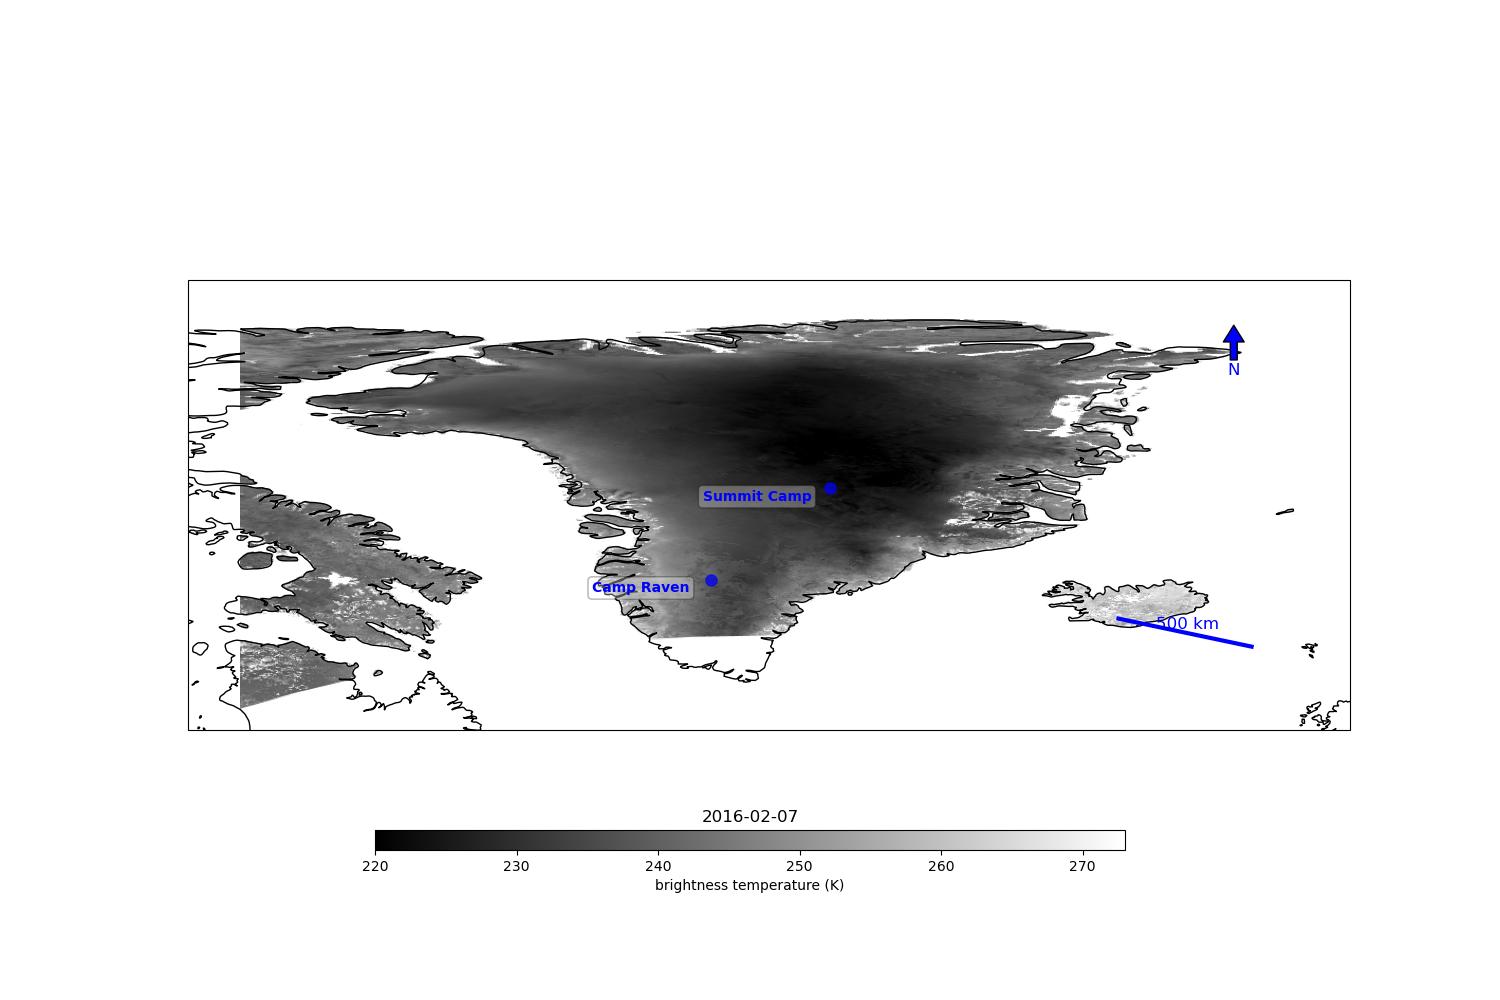 N
Summit Camp
Camp Raven
500 km
2016-02-07
220 230 240 250 260 270
brightness temperature (K)